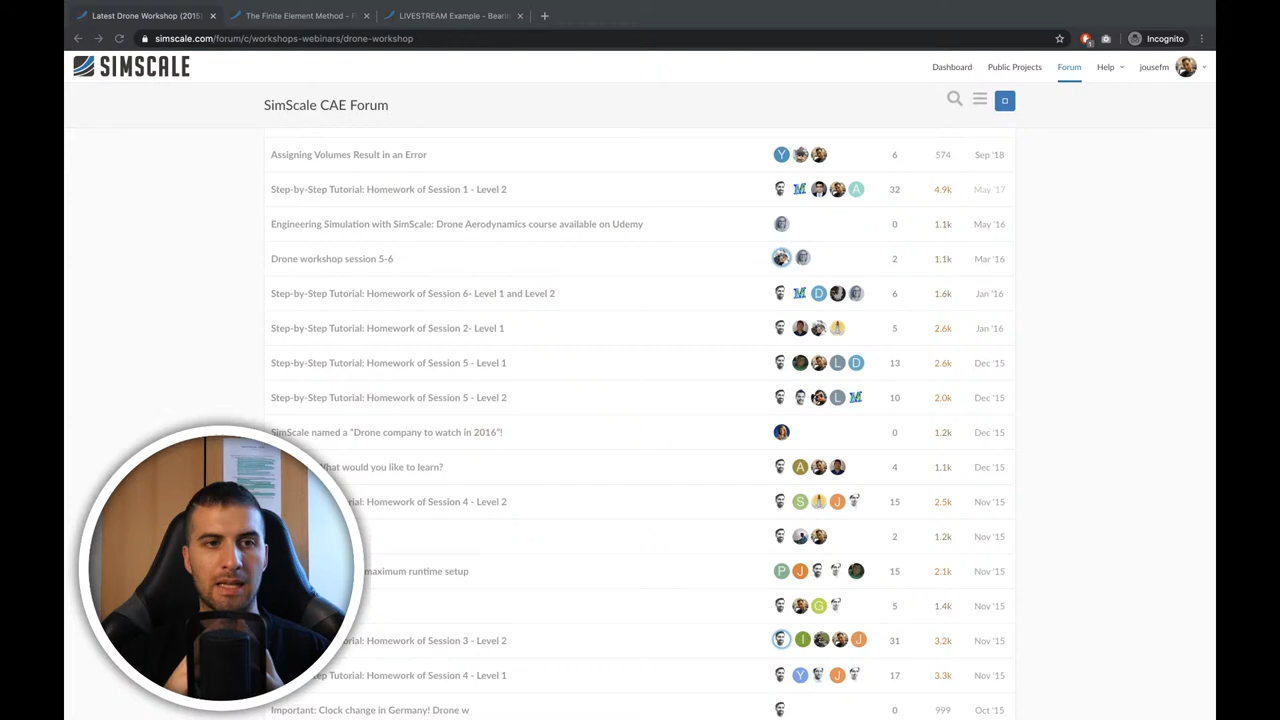 Latest Drone Workshop (2015)
The Finite Element Method - F
LIVESTREAM Example - Bearin
simscale.com/forum/c/workshops-webinars/drone-workshop
Incognito
SIMSCALE
Dashboard
Public Projects
Forum
Help
jousefm
SimScale CAE Forum
Assigning Volumes Result in an Error Y 6 574 Sep '18
Step-by-Step Tutorial: Homework of Session 1 - Level 2 M A 32 4.9k May '17
Engineering Simulation with SimScale: Drone Aerodynamics course available on Udemy 0 1.1k May '16
Drone workshop session 5-6 2 1.1k Mar '16
Step-by-Step Tutorial: Homework of Session 6- Level 1 and Level 2 M D 6 1.6k Jan '16
Step-by-Step Tutorial: Homework of Session 2- Level 1 5 2.6k Jan '16
Step-by-Step Tutorial: Homework of Session 5 - Level 1 L D 13 2.6k Dec '15
Step-by-Step Tutorial: Homework of Session 5 - Level 2 L M 10 2.0k Dec '15
SimScale named a "Drone company to watch in 2016"! 0 1.2k Dec '15
What would you like to learn? A 4 1.1k Dec '15
Tutorial: Homework of Session 4 - Level 2 S J 15 2.5k Nov '15
2 1.2k Nov '15
maximum runtime setup P J 15 2.1k Nov '15
G 5 1.4k Nov '15
tal: Homework of Session 3 - Level 2 I J 31 3.2k Nov '15
p Tutorial: Homework of Session 4 - Level 1 Y J 17 3.3k Nov '15
Important: Clock change in Germany! Drone w 0 999 Oct '15